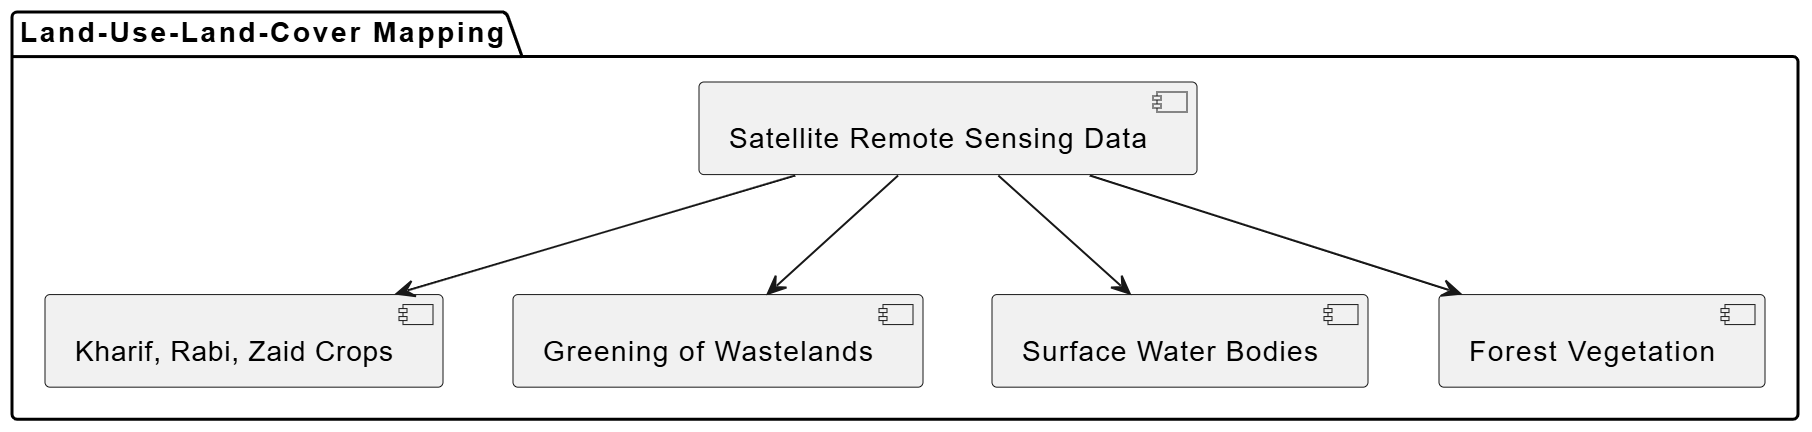 Land-Use-Land-Cover Mapping
Satellite Remote Sensing Data
Kharif, Rabi, Zaid Crops
Greening of Wastelands
Surface Water Bodies
Forest Vegetation